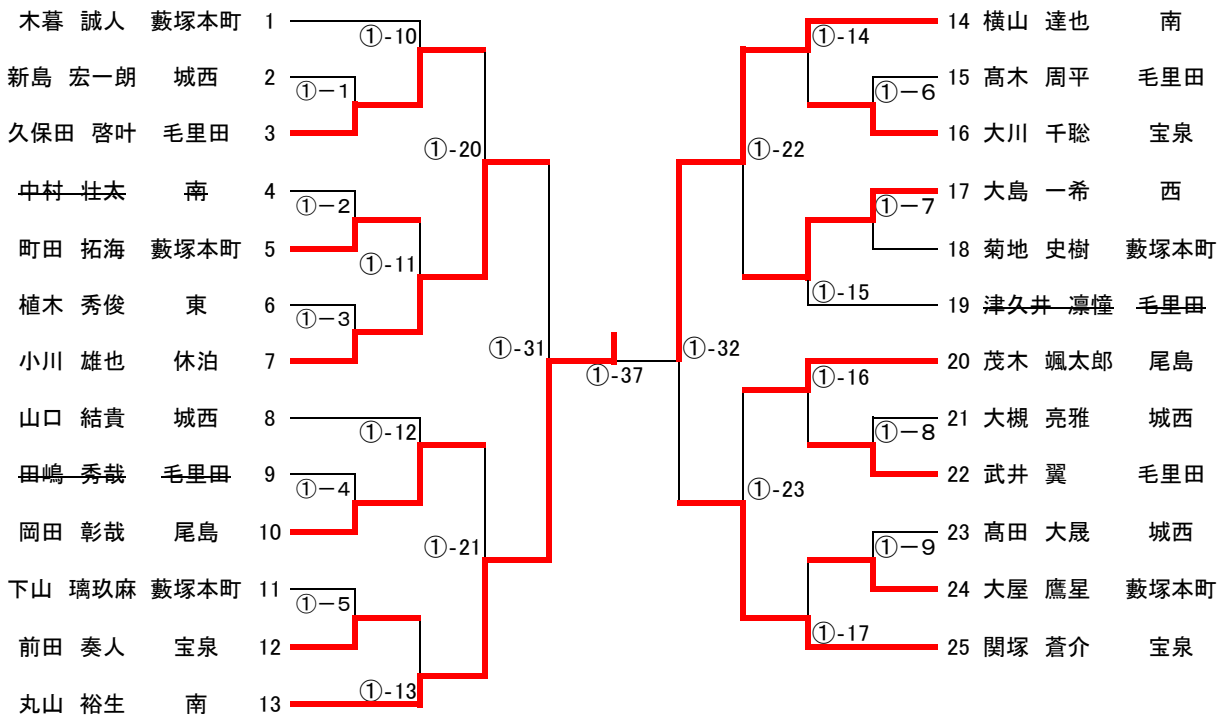 木暮 誠人 藪塚本町 1
①-10
新島 宏一朗 城西 2
①－1
久保田 啓叶 毛里田 3
①-20
中村 壮太 南 4
①－2
町田 拓海 藪塚本町 5
①-11
植木 秀俊 東 6
①－3
小川 雄也 休泊 7
①-31
山口 結貴 城西 8
①-12
田嶋 秀哉 毛里田 9
①－4
岡田 彰哉 尾島 10
①-21
下山 璃玖麻 藪塚本町 11
①－5
前田 奏人 宝泉 12
①-13
丸山 裕生 南 13
①-37
14 横山 達也 南
①-14
15 髙木 周平 毛里田
①－6
16 大川 千聡 宝泉
①-22
17 大島 一希 西
①－7
18 菊地 史樹 藪塚本町
①-15
19 津久井 凛憧 毛里田
①-32
20 茂木 颯太郎 尾島
①-16
21 大槻 亮雅 城西
①－8
22 武井 翼 毛里田
①-23
23 髙田 大晟 城西
①－9
24 大屋 鷹星 藪塚本町
①-17
25 関塚 蒼介 宝泉